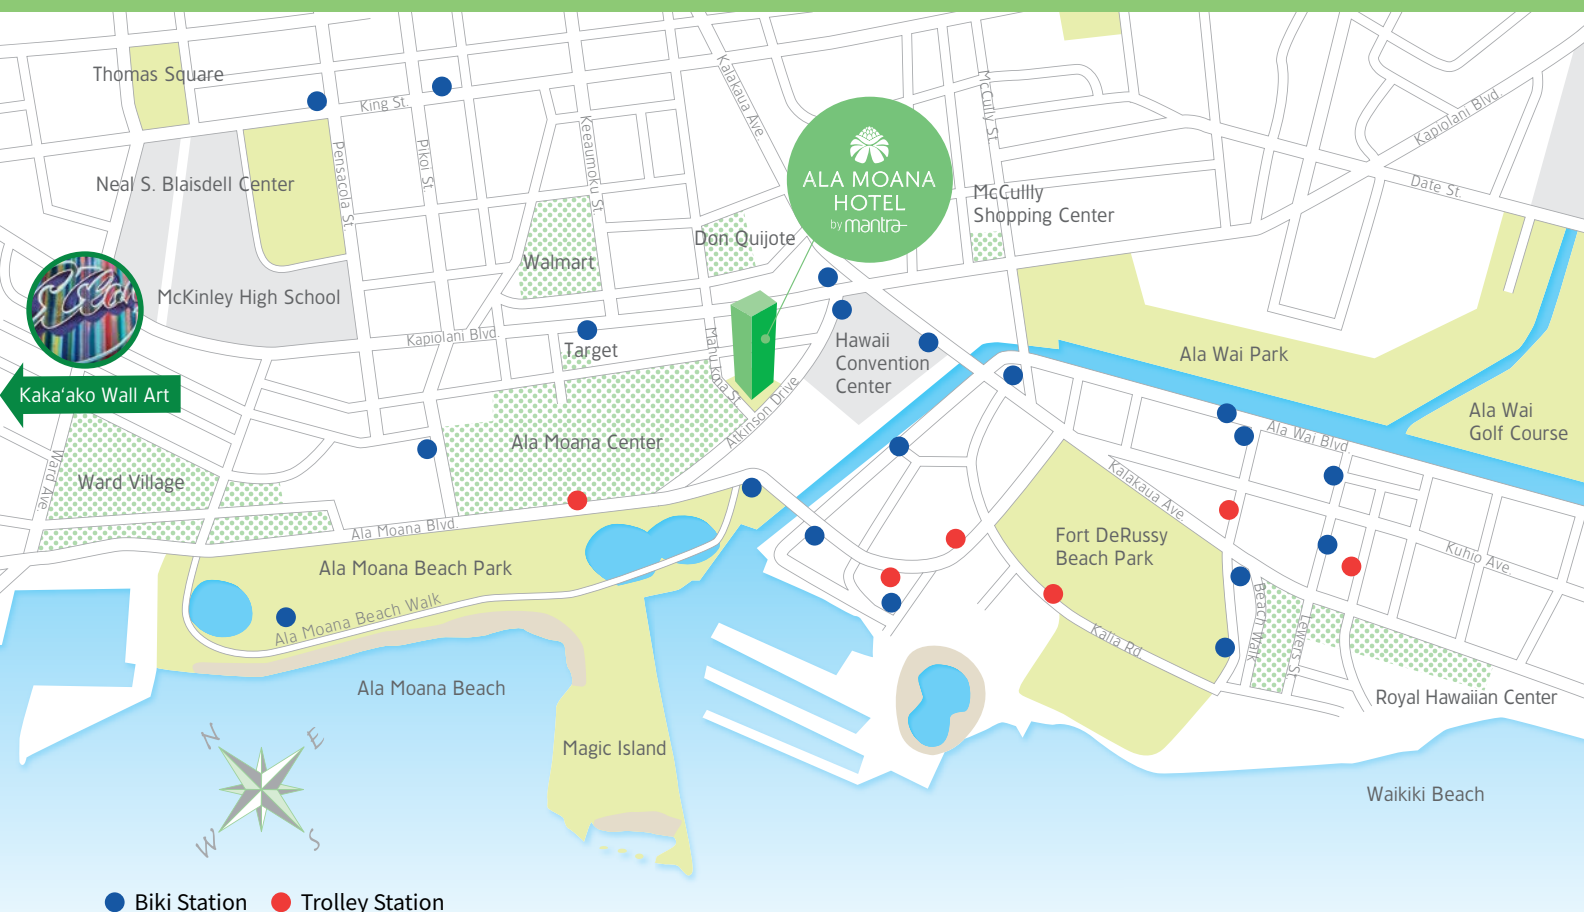 Thomas Square
King St.
Pensacola St.
Pikoi St.
Keeaumoku St.
Kalakaua Ave.
McCully St.
Kapiolani Blvd.
Date St.
Neal S. Blaisdell Center
McKinley High School
Walmart
Don Quijote
ALA MOANA
HOTEL
by mantra
McCullly
Shopping Center
Kapiolani Blvd.
Target
Mahukona St.
Atkinson Drive
Hawaii
Convention
Center
Ala Wai Park
Ala Wai
Golf Course
Ala Wai Blvd.
Kaka‘ako Wall Art
Ward Ave.
Ward Village
Ala Moana Center
Ala Moana Blvd.
Ala Moana Beach Park
Ala Moana Beach Walk
Ala Moana Beach
Magic Island
Kalakaua Ave.
Fort DeRussy
Beach Park
Kalia Rd
Beach Walk
Lewers St.
Kuhio Ave
Royal Hawaiian Center
Waikiki Beach
N
E
W
S
Biki Station
Trolley Station